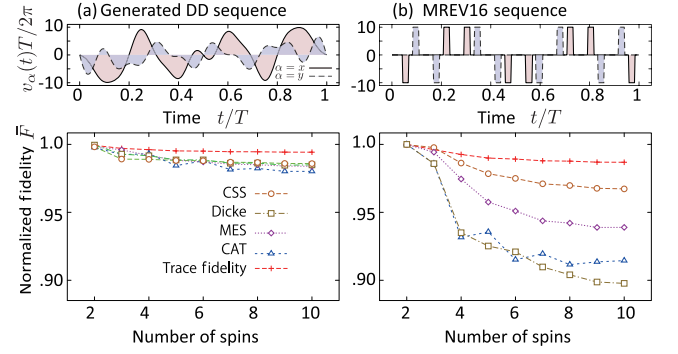 (a) Generated DD sequence
(b) MREV16 sequence
v_α(t)T/2π
10
0
-10
α = x
α = y
0
0.2
0.4
0.6
0.8
1
Time t/T
10
0
-10
0
0.2
0.4
0.6
0.8
1
Time t/T
Normalized fidelity F̄
1.0
.95
.90
CSS
Dicke
MES
CAT
Trace fidelity
2
4
6
8
10
Number of spins
1.0
.95
.90
2
4
6
8
10
Number of spins